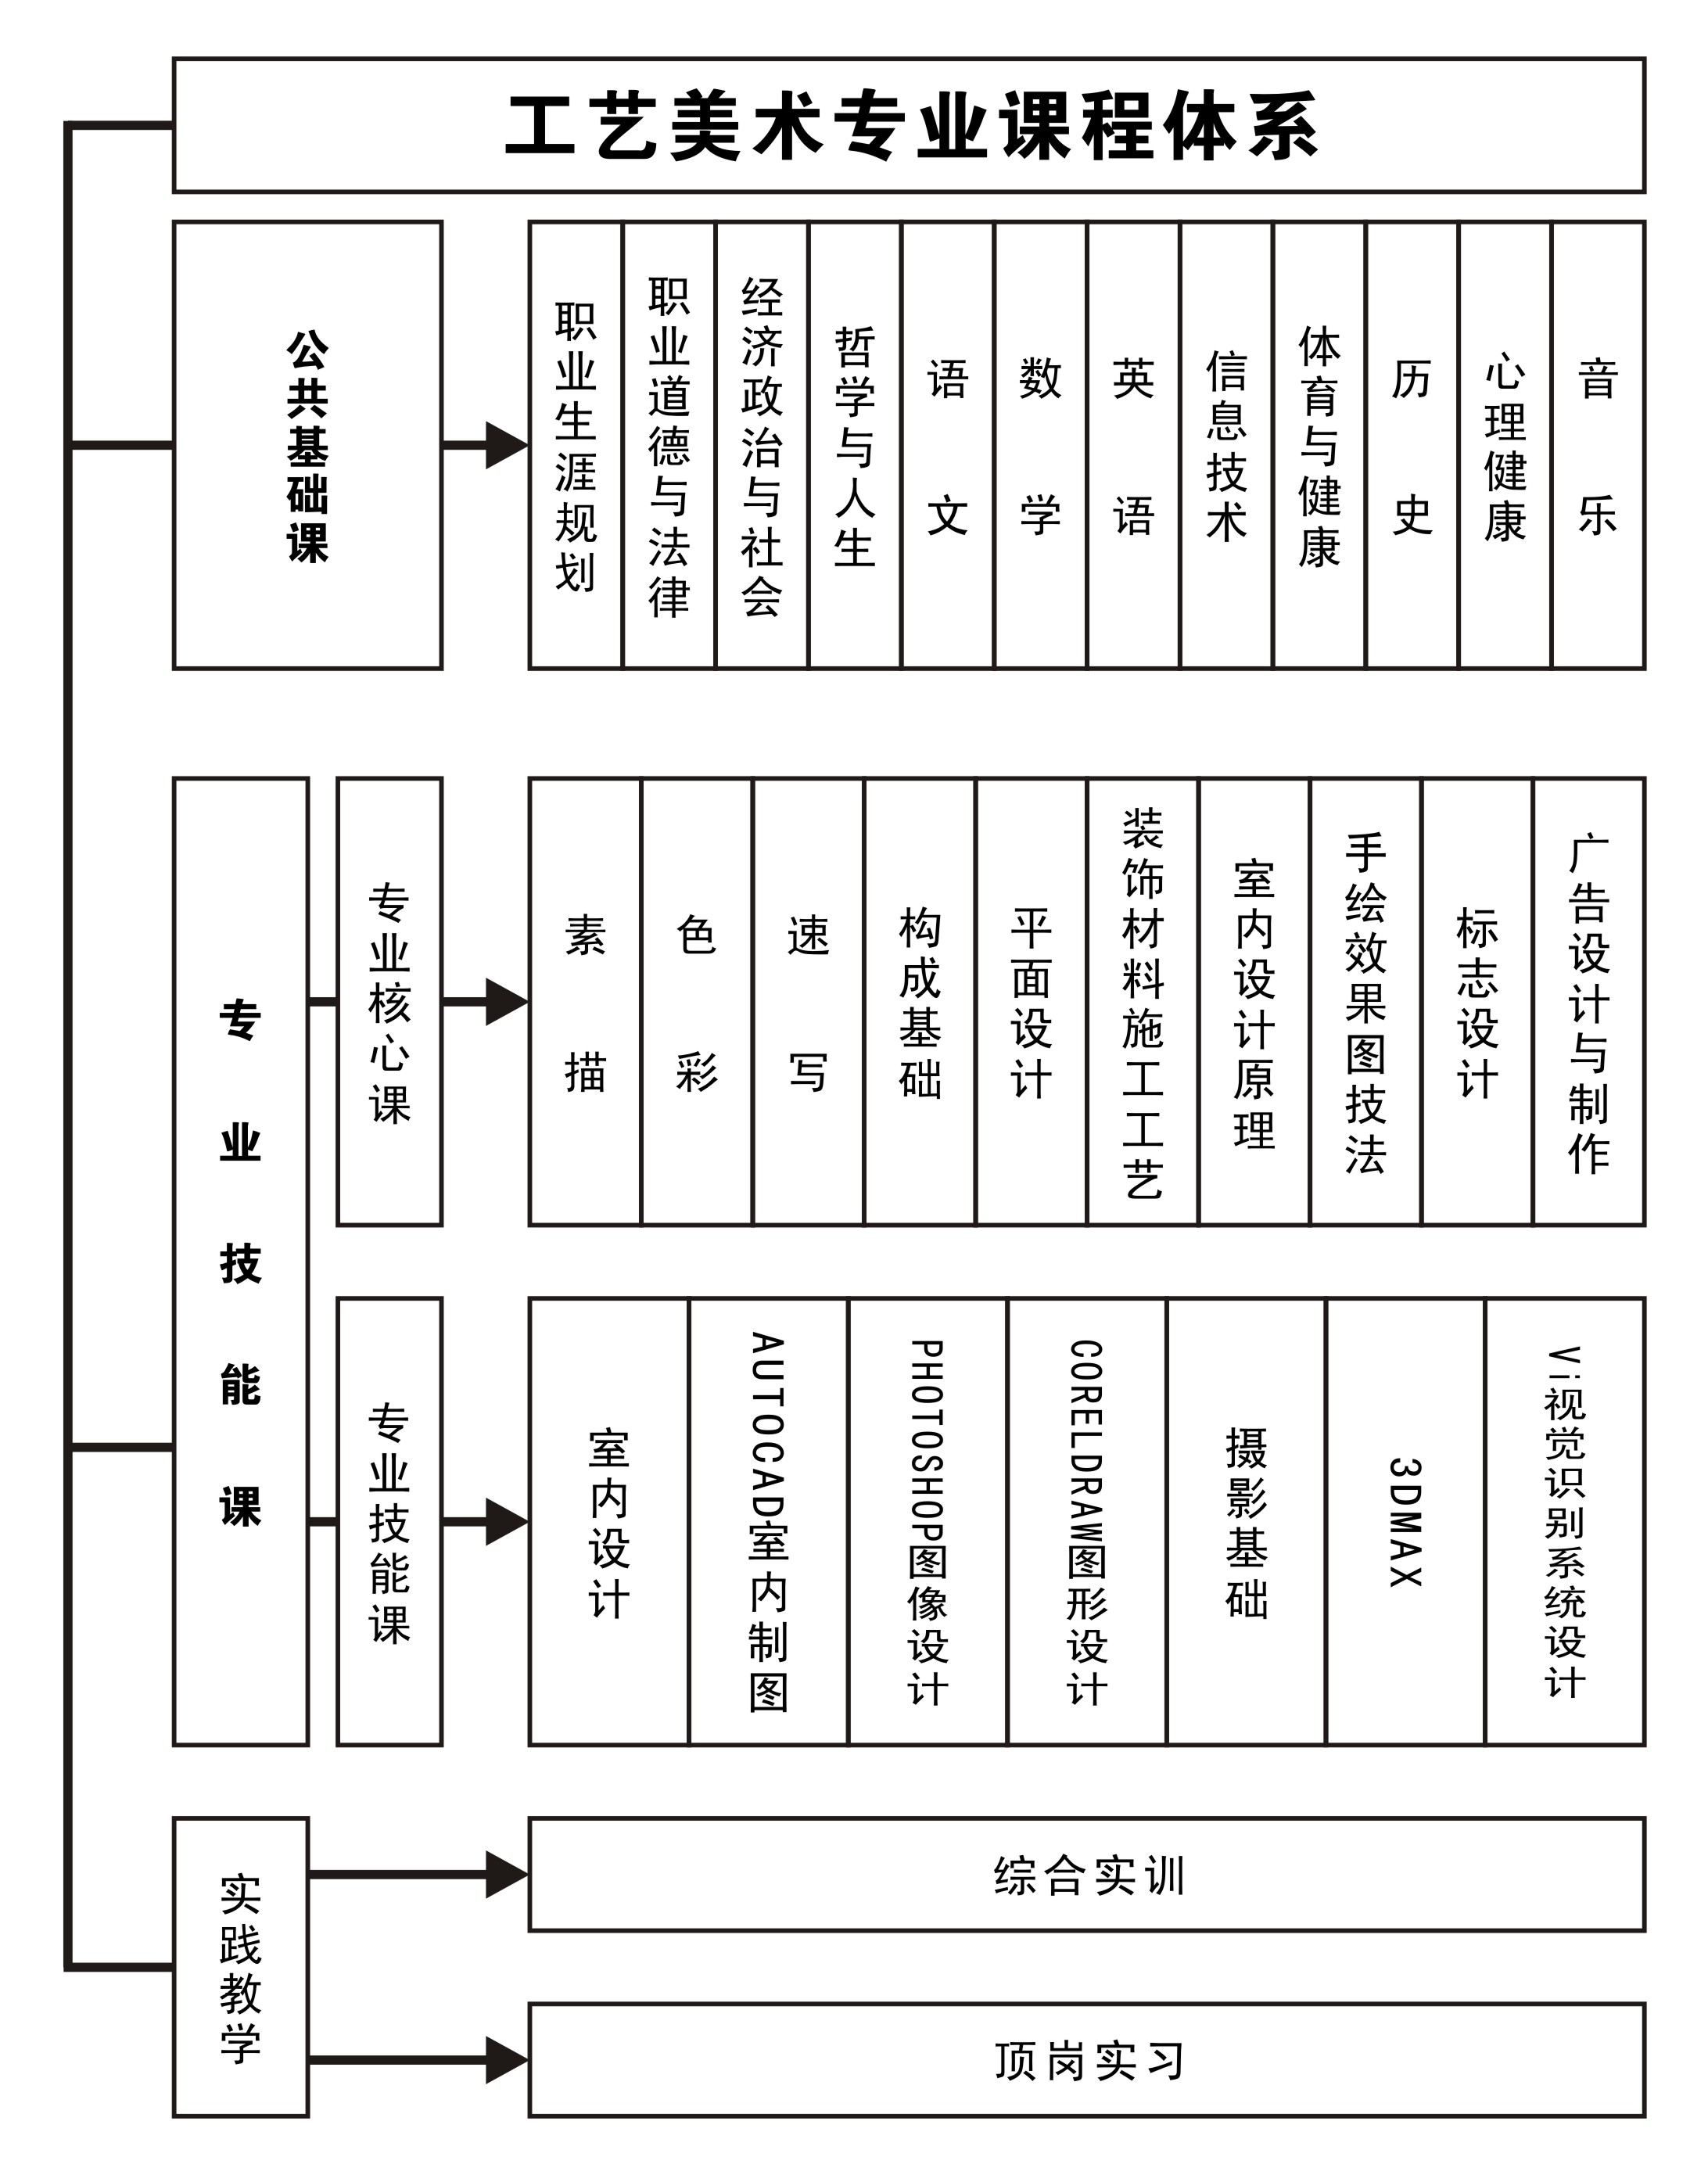 工艺美术专业课程体系
公共基础课
职业生涯规划
职业道德与法律
经济政治与社会
哲学与人生
语文
数学
英语
信息技术
体育与健康
历史
心理健康
音乐
专业技能课
专业核心课
素描
色彩
速写
构成基础
平面设计
装饰材料施工工艺
室内设计原理
手绘效果图技法
标志设计
广告设计与制作
专业技能课
室内设计
AUTOCAD室内制图
PHOTOSHOP图像设计
CORELDRAW图形设计
摄影基础
3DMAX
Vi视觉识别系统设计
实践教学
综合实训
顶岗实习